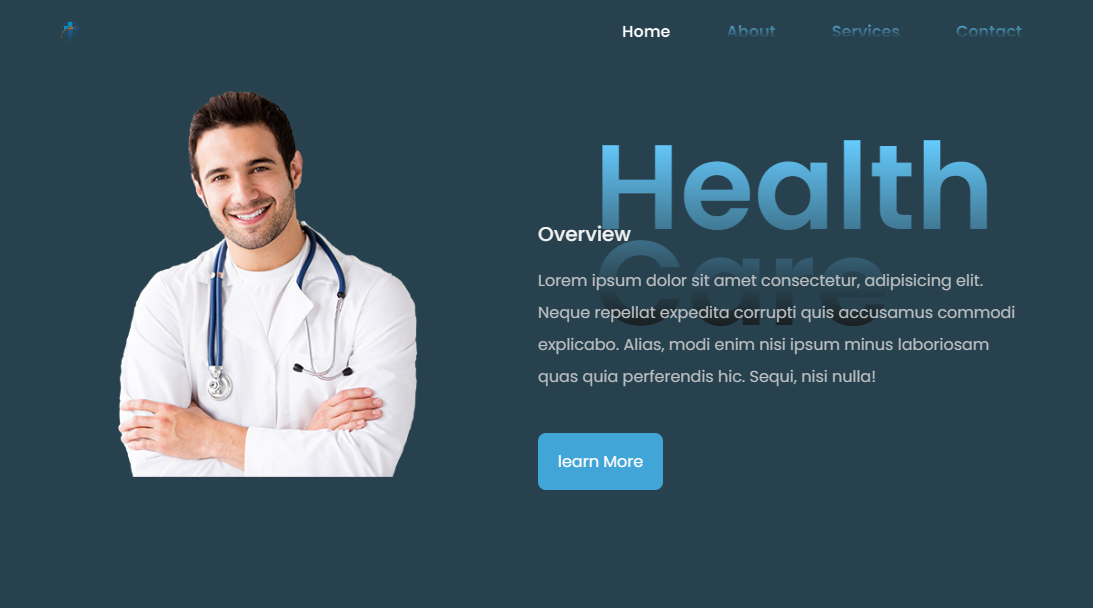 Home About Services Contact
Health
Care
Overview
Lorem ipsum dolor sit amet consectetur, adipisicing elit.
Neque repellat expedita corrupti quis accusamus commodi
explicabo. Alias, modi enim nisi ipsum minus laboriosam
quas quia perferendis hic. Sequi, nisi nulla!
learn More